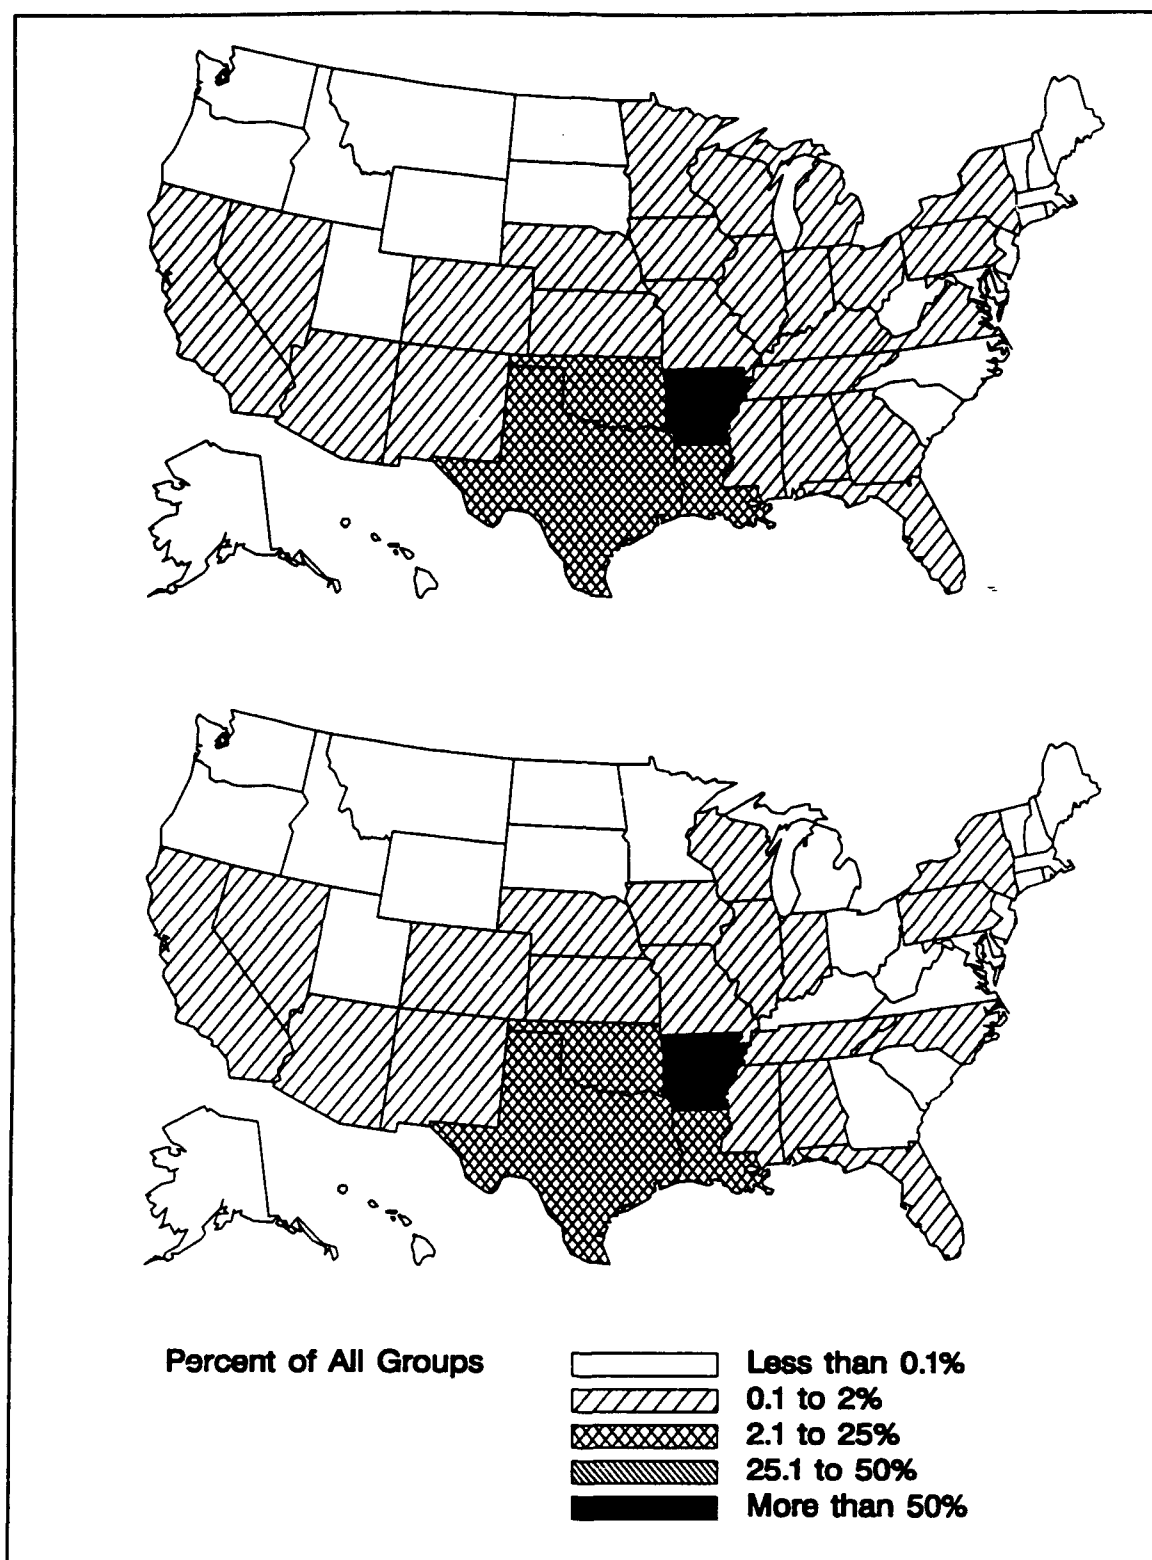 Percent of All Groups
Less than 0.1%
0.1 to 2%
2.1 to 25%
25.1 to 50%
More than 50%